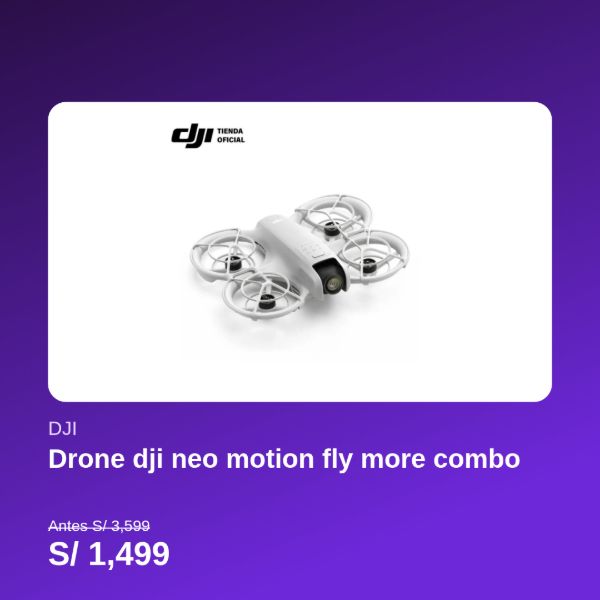 dji TIENDA
OFICIAL
DJI
Drone dji neo motion fly more combo
Antes S/ 3,599
S/ 1,499